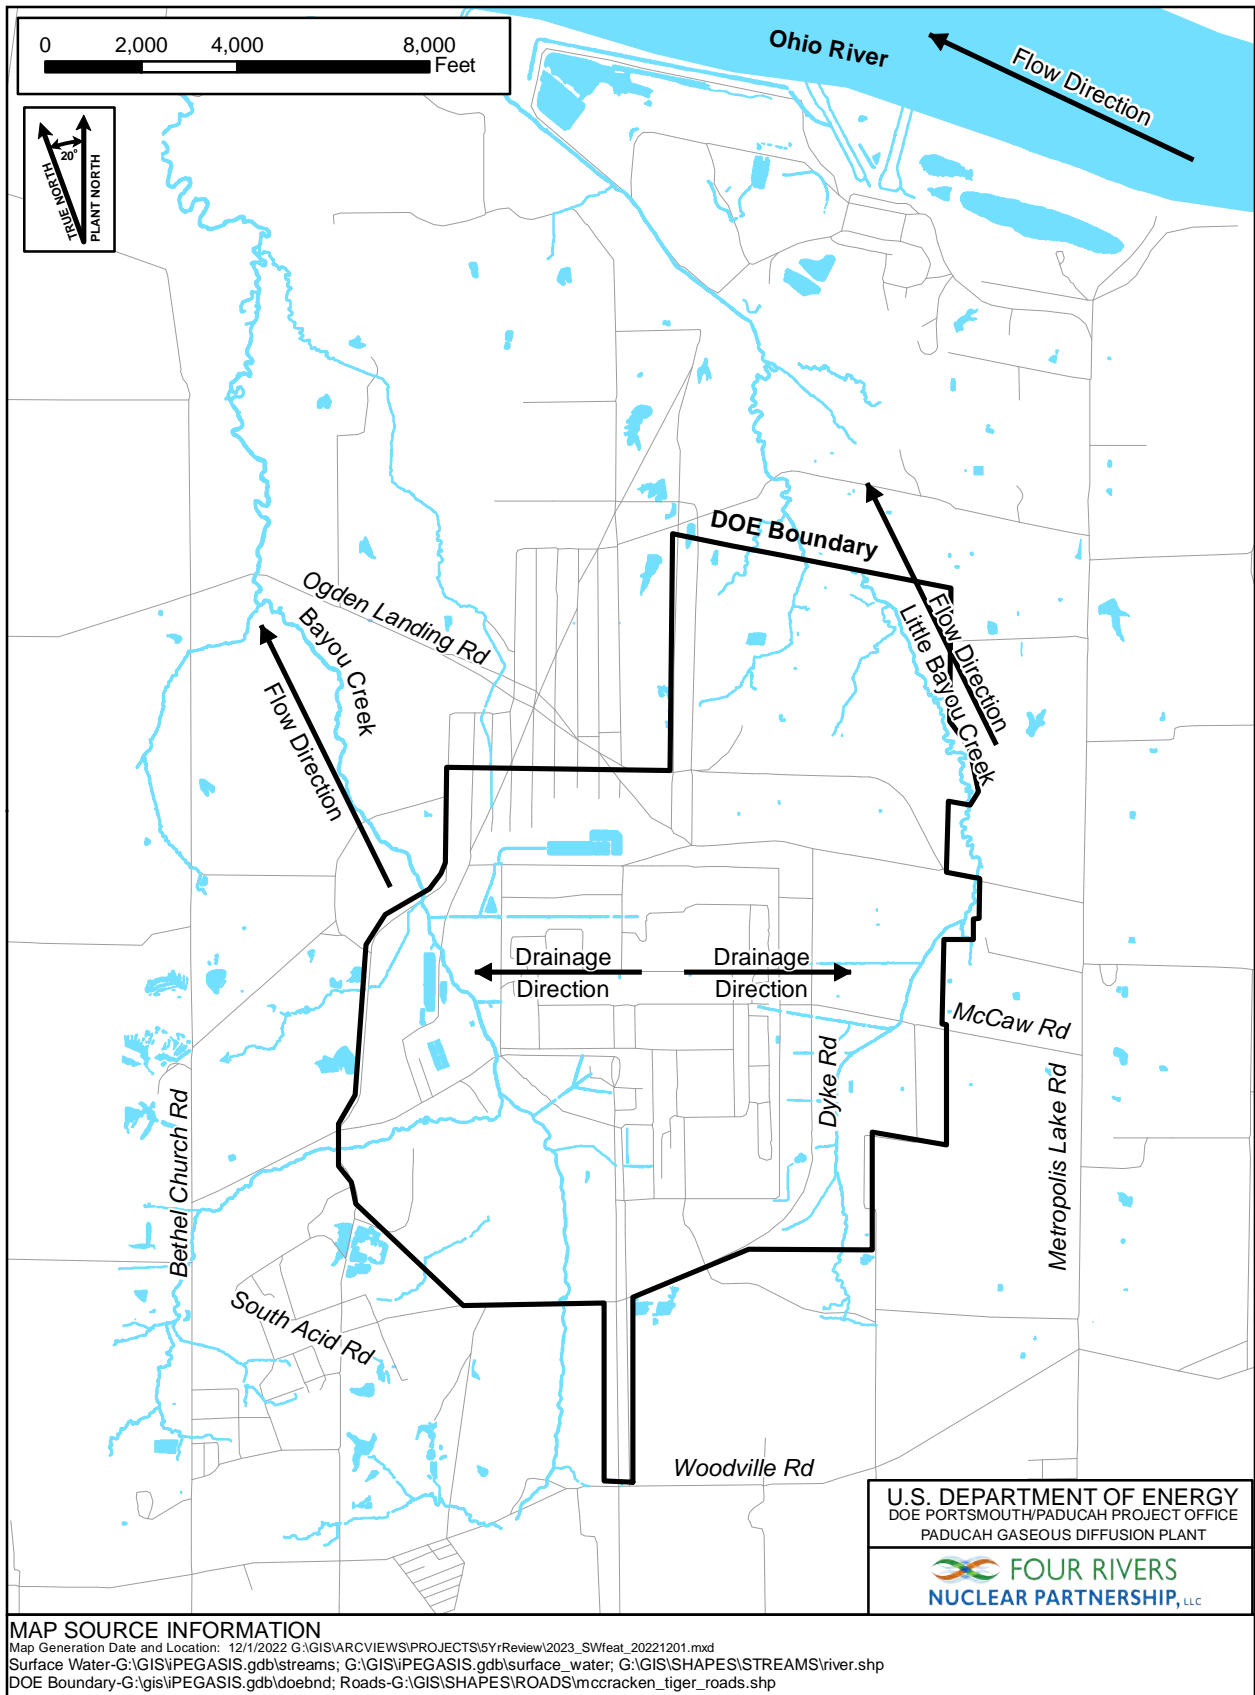 0 2,000 4,000 8,000
Feet
TRUE NORTH
20°
PLANT NORTH
Ohio River
Flow Direction
DOE Boundary
Ogden Landing Rd
Bayou Creek
Flow Direction
Flow Direction
Little Bayou Creek
Drainage
Direction
Drainage
Direction
McCaw Rd
Dyke Rd
Bethel Church Rd
Metropolis Lake Rd
South Acid Rd
Woodville Rd
U.S. DEPARTMENT OF ENERGY
DOE PORTSMOUTH/PADUCAH PROJECT OFFICE
PADUCAH GASEOUS DIFFUSION PLANT
FOUR RIVERS
NUCLEAR PARTNERSHIP, LLC
MAP SOURCE INFORMATION
Map Generation Date and Location: 12/1/2022 G:\GIS\ARCVIEWS\PROJECTS\5YrReview\2023_SWfeat_20221201.mxd
Surface Water-G:\GIS\iPEGASIS.gdb\streams; G:\GIS\iPEGASIS.gdb\surface_water; G:\GIS\SHAPES\STREAMS\river.shp
DOE Boundary-G:\gis\iPEGASIS.gdb\doebnd; Roads-G:\GIS\SHAPES\ROADS\mccracken_tiger_roads.shp